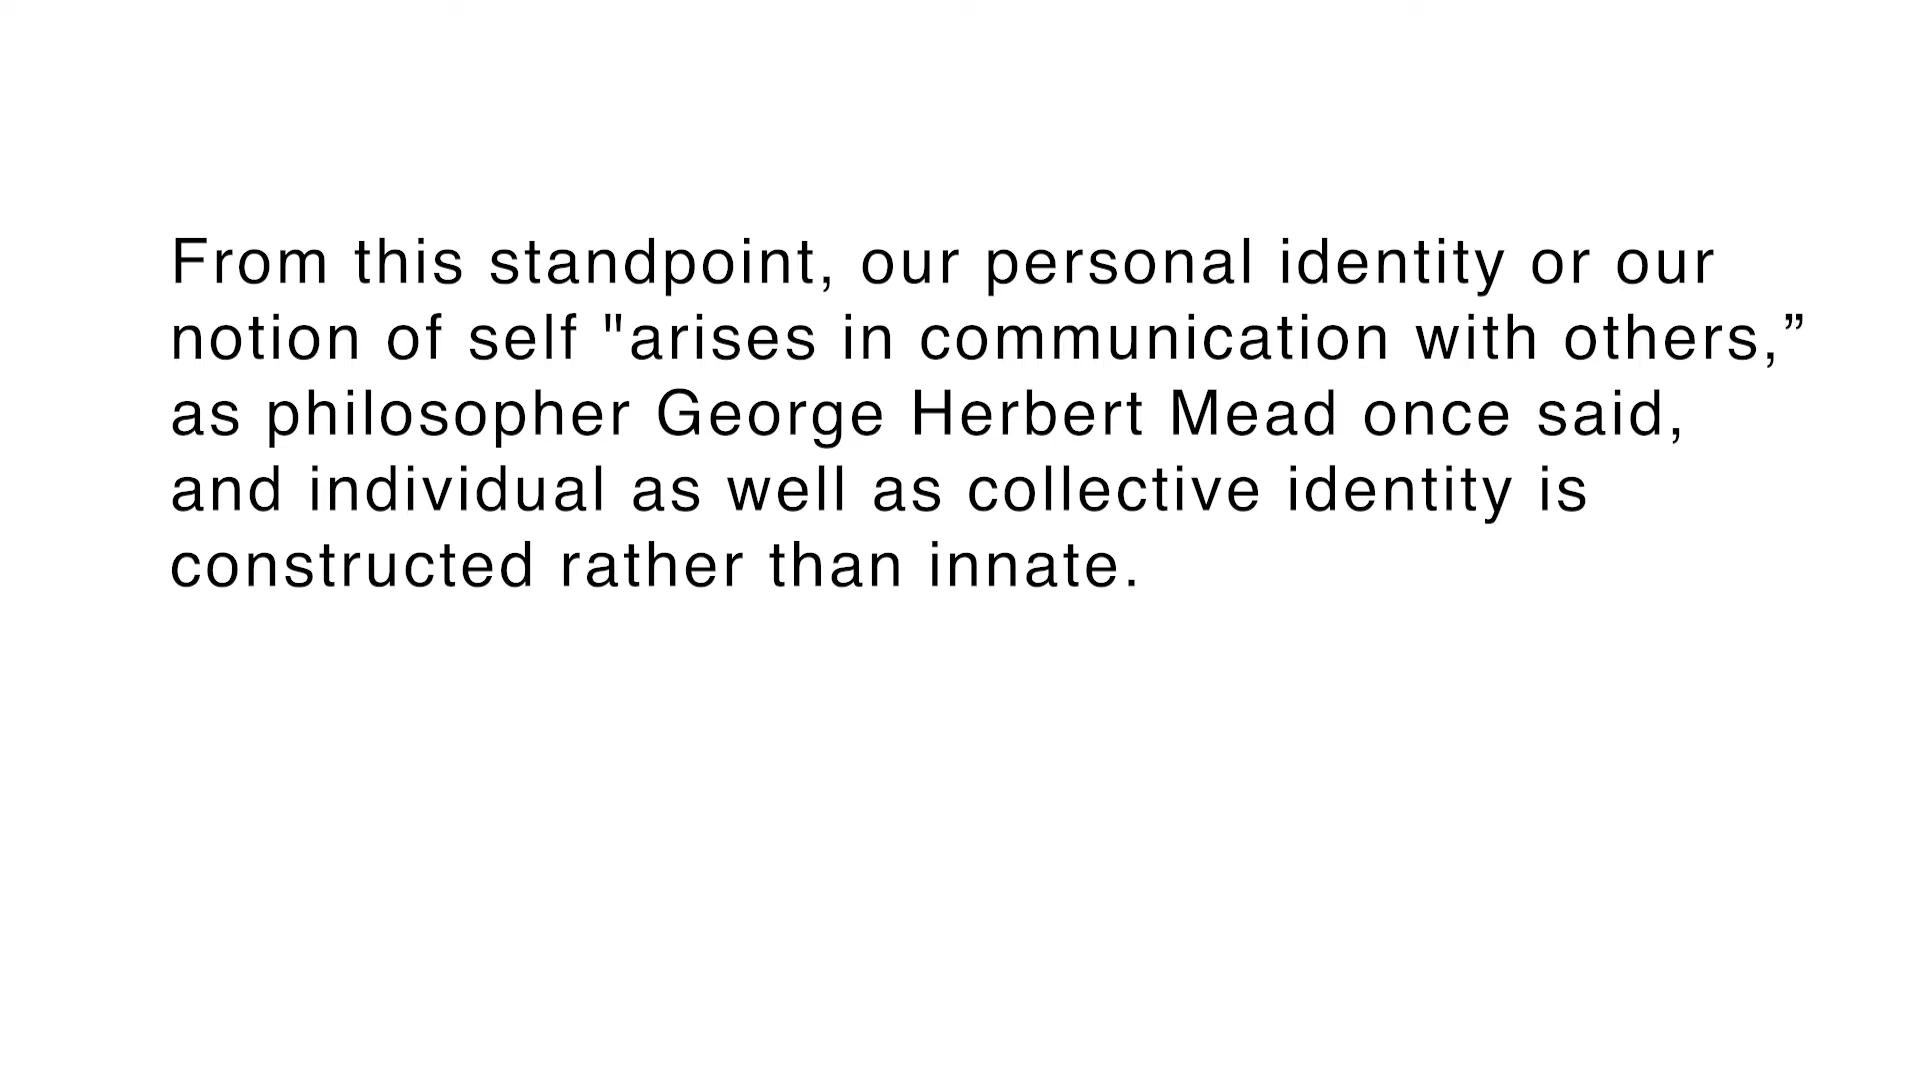 From this standpoint, our personal identity or our
notion of self "arises in communication with others,”
as philosopher George Herbert Mead once said,
and individual as well as collective identity is
constructed rather than innate.